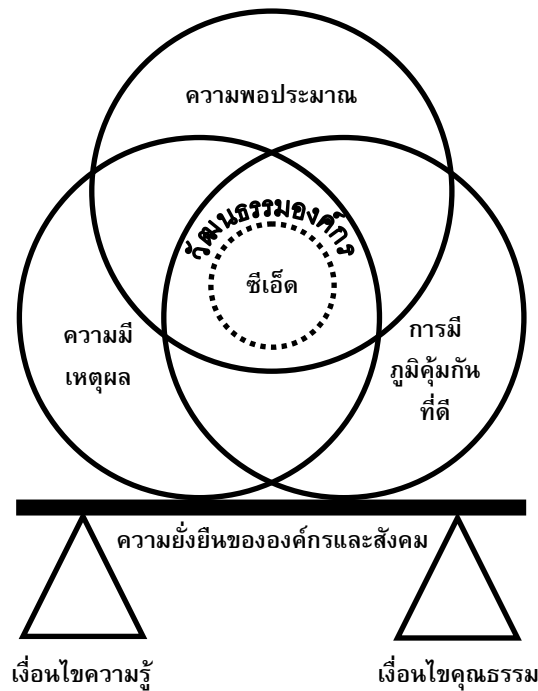 ความพอประมาณ
วัฒนธรรมองค์กร
ซีเอ็ด
ความมี
เหตุผล
การมี
ภูมิคุ้มกัน
ที่ดี
ความยั่งยืนขององค์กรและสังคม
เงื่อนไขความรู้
เงื่อนไขคุณธรรม